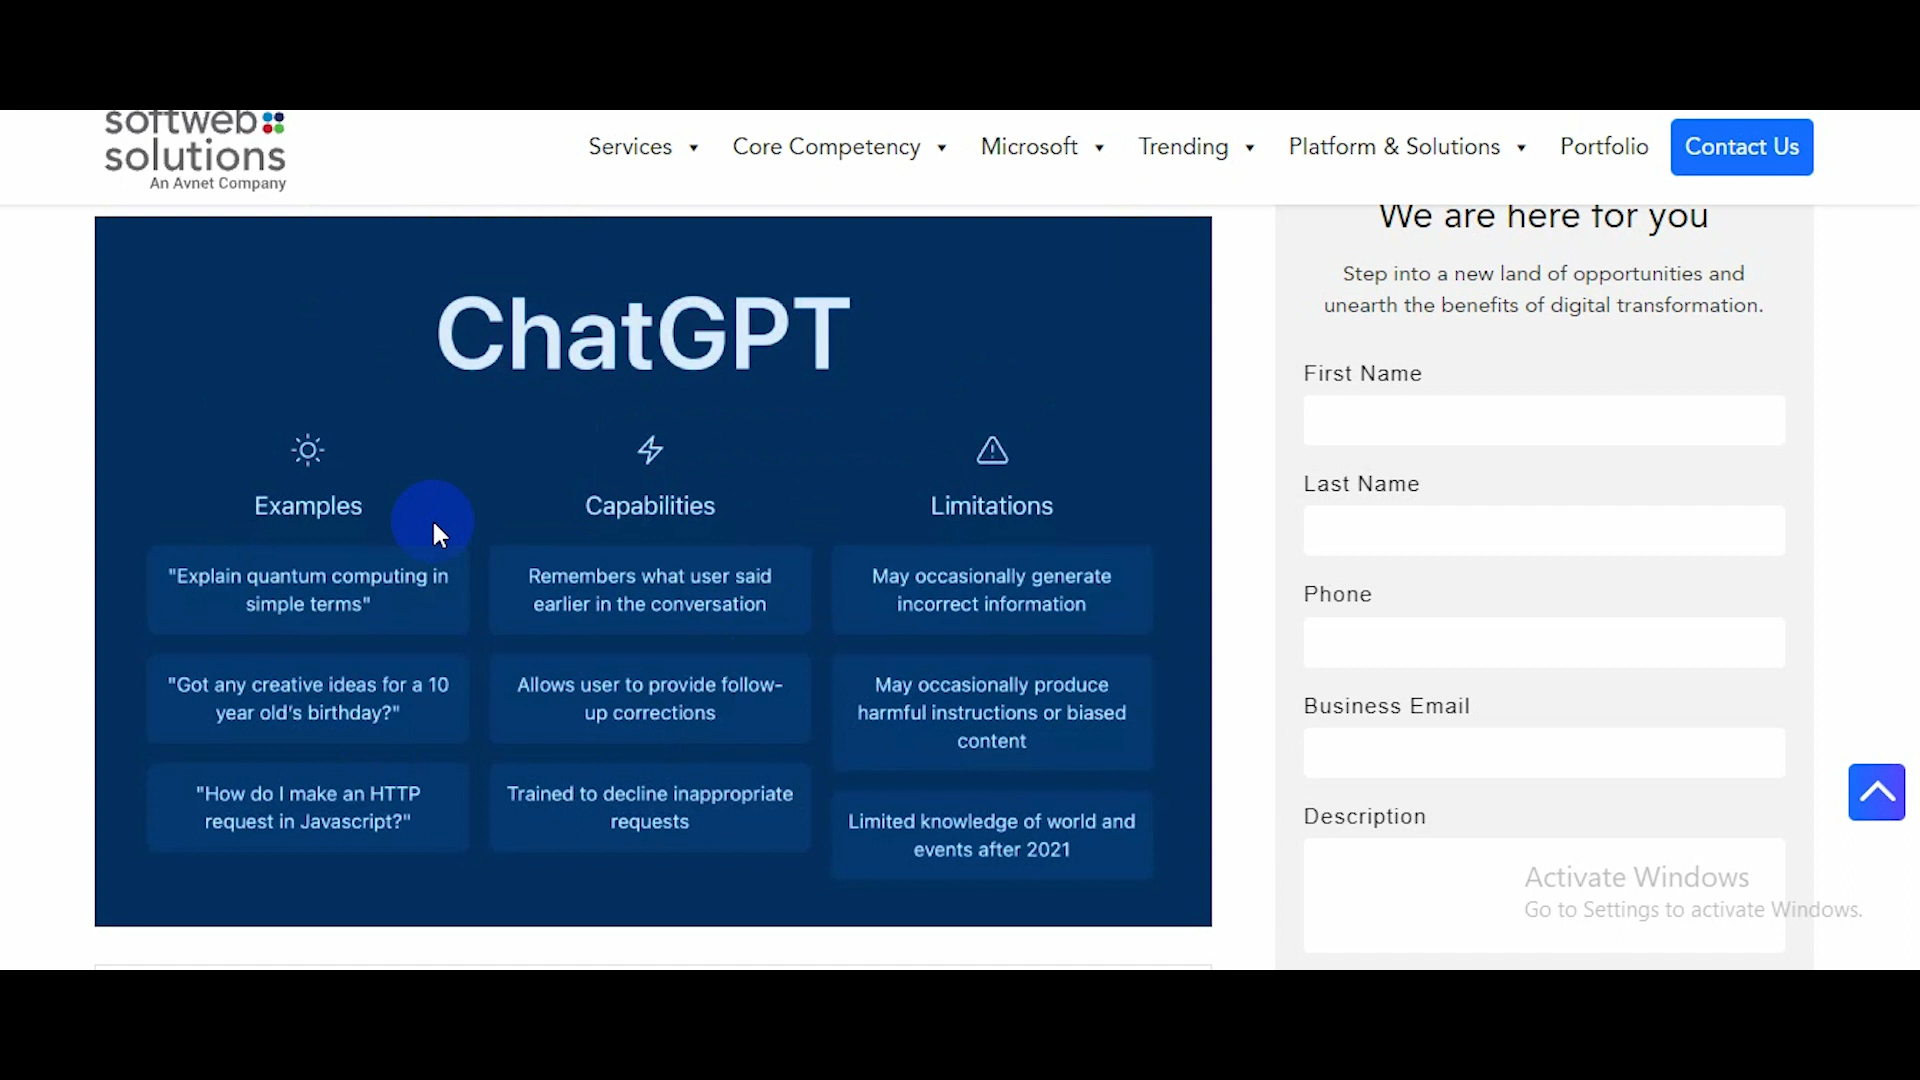 softweb
solutions
An Avnet Company
Services
Core Competency
Microsoft
Trending
Platform & Solutions
Portfolio
Contact Us
ChatGPT
Examples
"Explain quantum computing in
simple terms"
"Got any creative ideas for a 10
year old's birthday?"
"How do I make an HTTP
request in Javascript?"
Capabilities
Remembers what user said
earlier in the conversation
Allows user to provide follow-
up corrections
Trained to decline inappropriate
requests
Limitations
May occasionally generate
incorrect information
May occasionally produce
harmful instructions or biased
content
Limited knowledge of world and
events after 2021
We are here for you
Step into a new land of opportunities and
unearth the benefits of digital transformation.
First Name
Last Name
Phone
Business Email
Description
Activate Windows
Go to Settings to activate Windows.